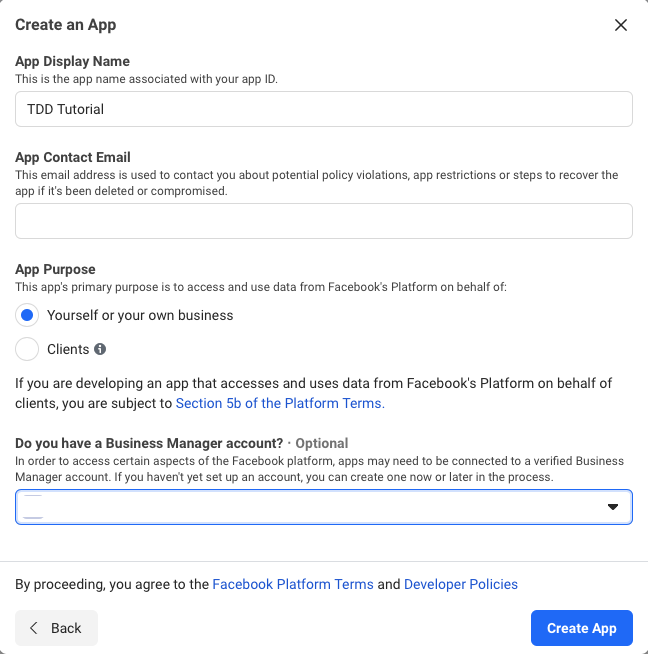 Create an App
App Display Name
This is the app name associated with your app ID.
TDD Tutorial
App Contact Email
This email address is used to contact you about potential policy violations, app restrictions or steps to recover the
app if it's been deleted or compromised.
App Purpose
This app's primary purpose is to access and use data from Facebook's Platform on behalf of:
Yourself or your own business
Clients
If you are developing an app that accesses and uses data from Facebook's Platform on behalf of
clients, you are subject to Section 5b of the Platform Terms.
Do you have a Business Manager account? · Optional
In order to access certain aspects of the Facebook platform, apps may need to be connected to a verified Business
Manager account. If you haven't yet set up an account, you can create one now or later in the process.
By proceeding, you agree to the Facebook Platform Terms and Developer Policies
Back
Create App